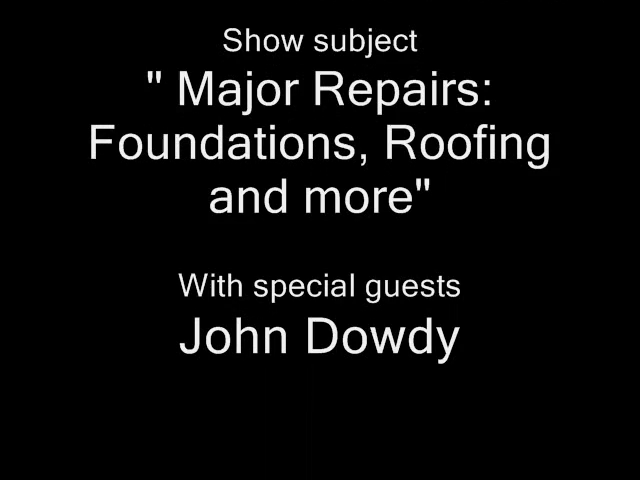 Show subject
" Major Repairs:
Foundations, Roofing
and more"
With special guests
John Dowdy